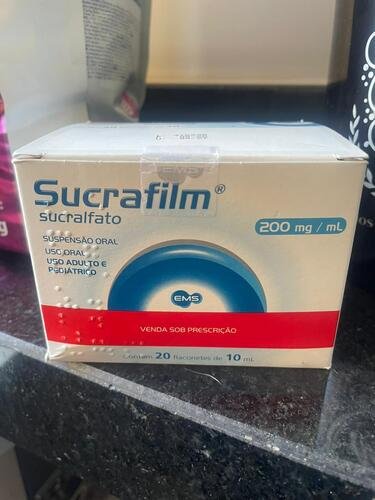 EMS
Sucrafilm®
sucralfato
200 mg / mL
SUSPENSÃO ORAL
USO ORAL
USO ADULTO E
PEDIÁTRICO
EMS
VENDA SOB PRESCRIÇÃO
Contém 20 flaconetes de 10 mL